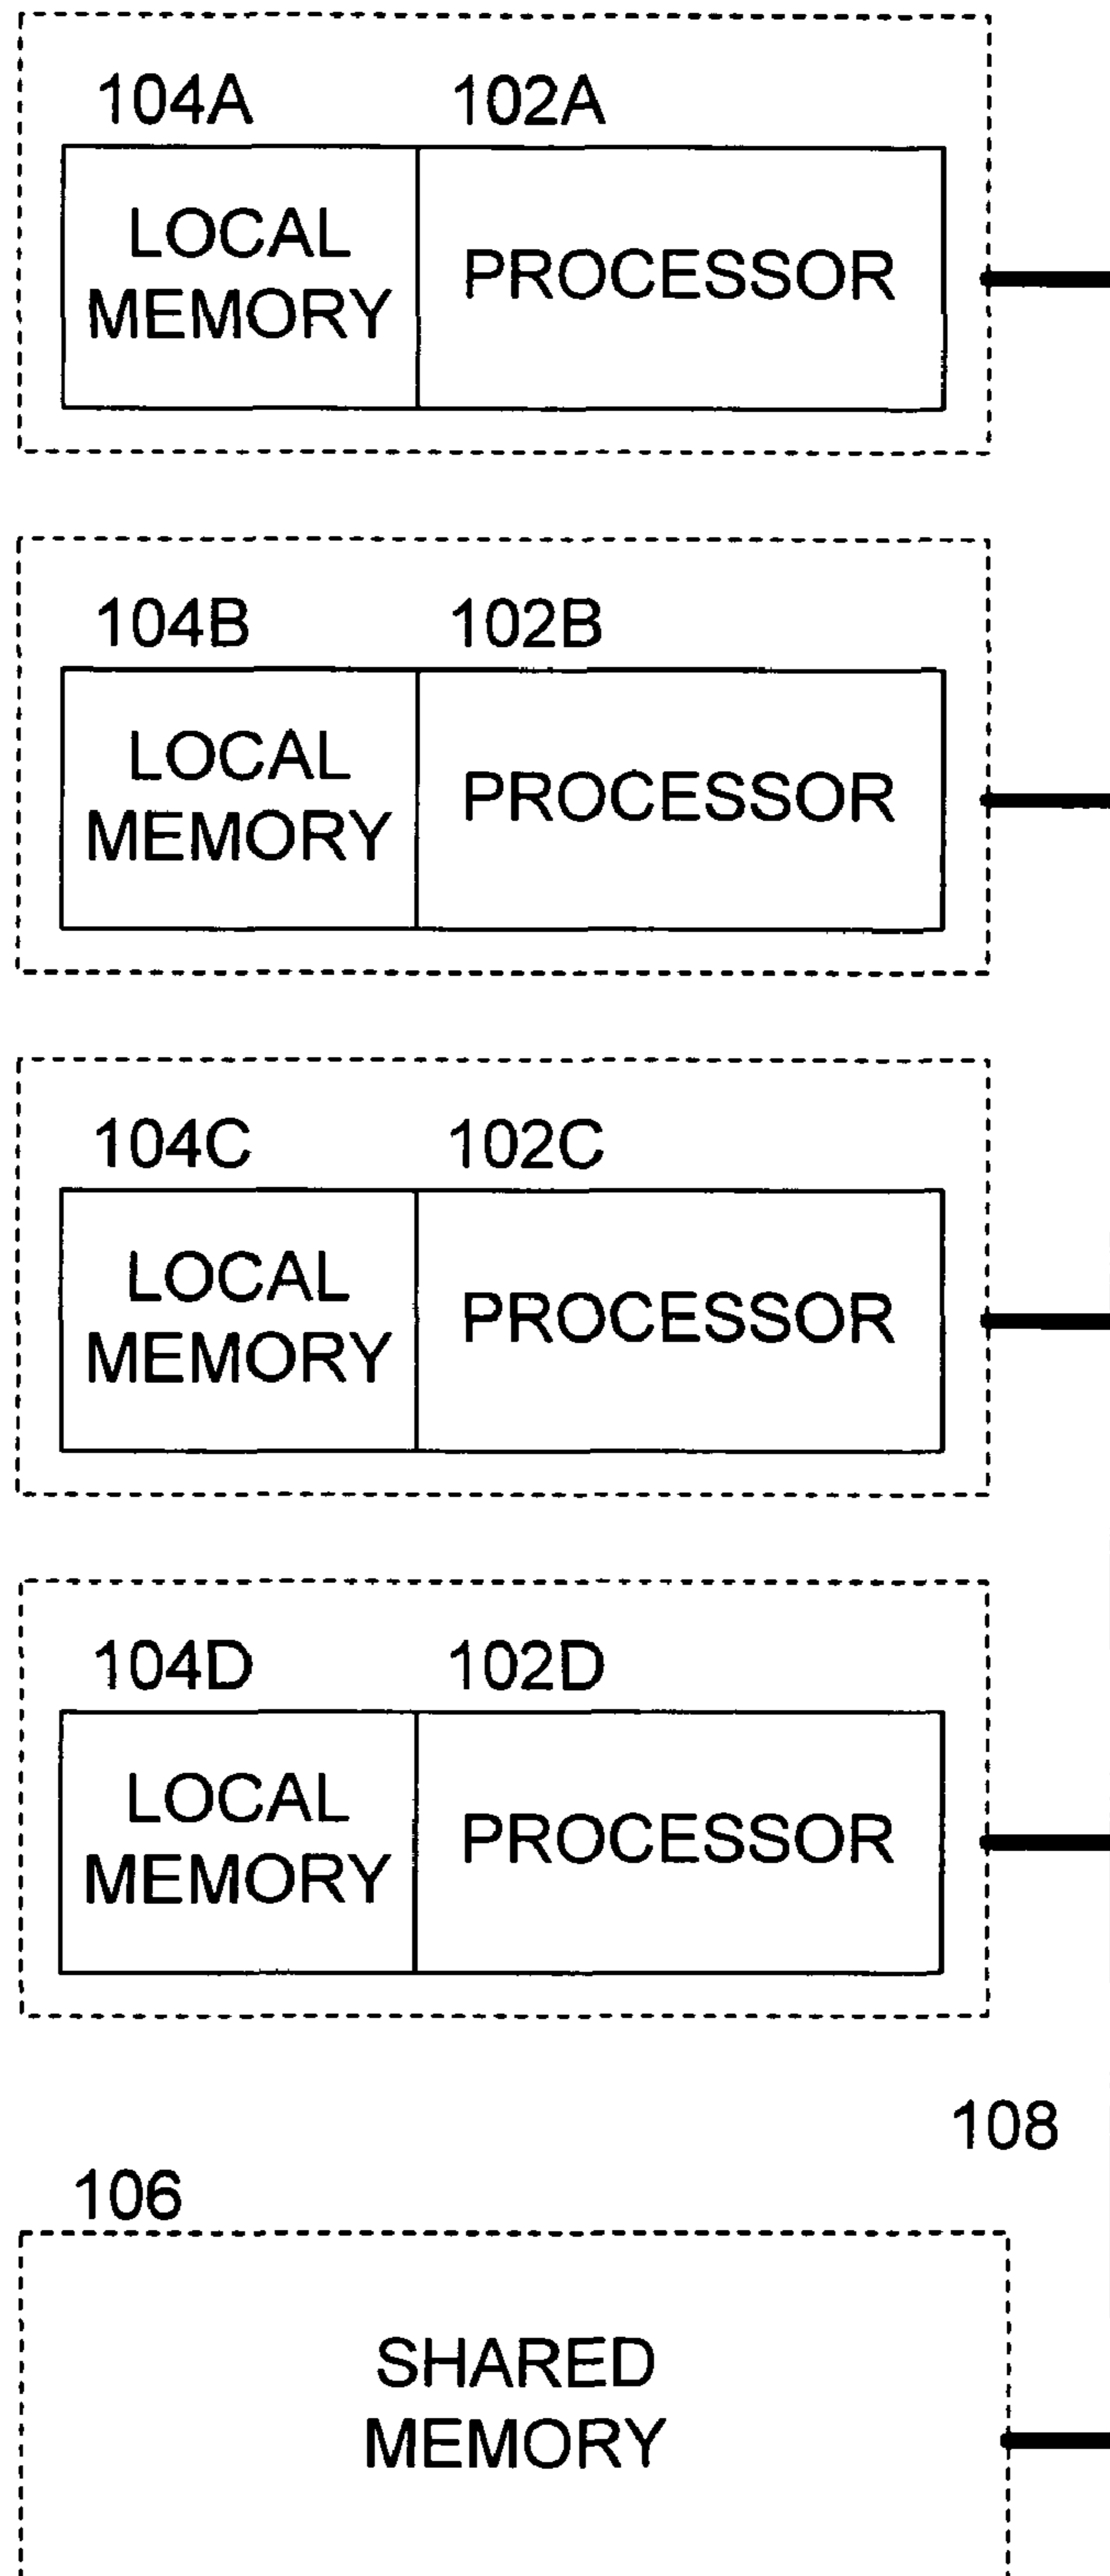 104A 102A
LOCAL
MEMORY
PROCESSOR
104B 102B
LOCAL
MEMORY
PROCESSOR
104C 102C
LOCAL
MEMORY
PROCESSOR
104D 102D
LOCAL
MEMORY
PROCESSOR
108
106
SHARED
MEMORY